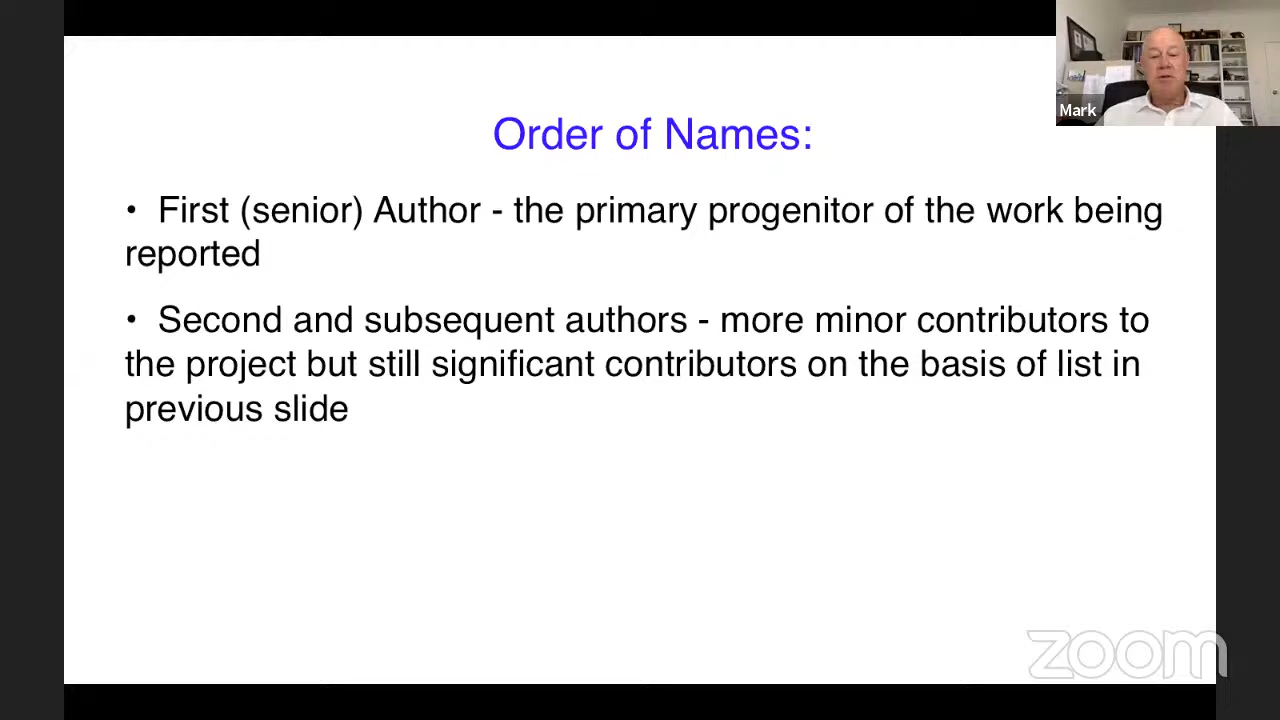 Mark
Order of Names:
• First (senior) Author - the primary progenitor of the work being
reported
• Second and subsequent authors - more minor contributors to
the project but still significant contributors on the basis of list in
previous slide
zoom